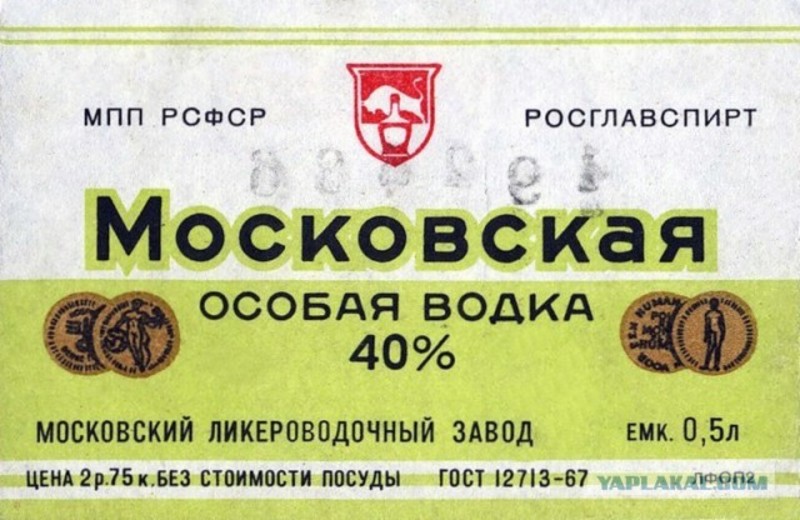 МПП РСФСР РОСГЛАВСПИРТ
Московская
ОСОБАЯ ВОДКА
40%
МОСКОВСКИЙ ЛИКЕРОВОДОЧНЫЙ ЗАВОД ЕМК. 0,5л
ЦЕНА 2р.75к.БЕЗ СТОИМОСТИ ПОСУДЫ ГОСТ 12713-67
YAPLAKAL.COM